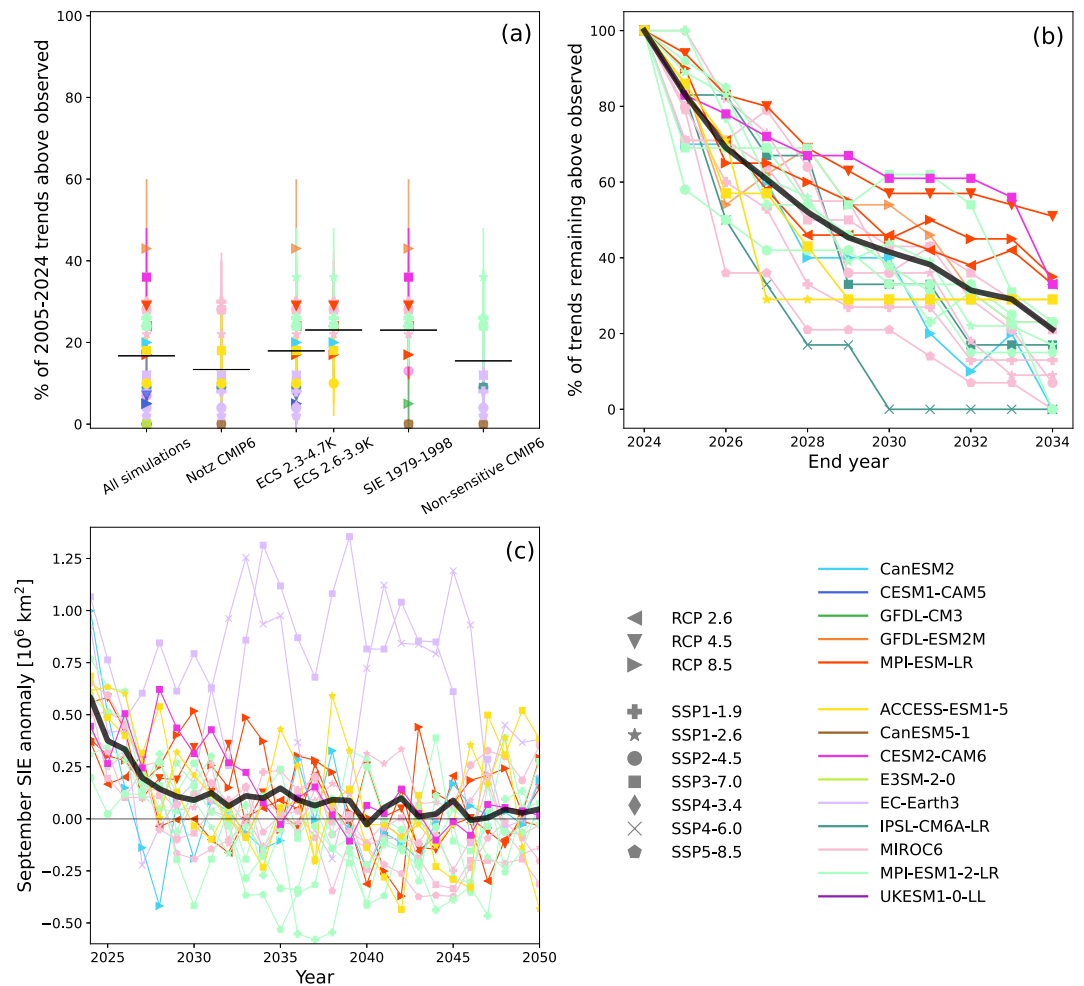 (a)
% of 2005-2024 trends above observed
100
80
60
40
20
0
All simulations
Notz CMIP6
ECS 2.3-4.7K
ECS 2.6-3.9K
SIE 1979-1998
Non-sensitive CMIP6
(b)
% of trends remaining above observed
100
80
60
40
20
0
2024
2026
2028
2030
2032
2034
End year
(c)
September SIE anomaly [10⁶ km²]
1.25
1.00
0.75
0.50
0.25
0.00
−0.25
−0.50
2025
2030
2035
2040
2045
2050
Year
RCP 2.6
RCP 4.5
RCP 8.5
SSP1-1.9
SSP1-2.6
SSP2-4.5
SSP3-7.0
SSP4-3.4
SSP4-6.0
SSP5-8.5
CanESM2
CESM1-CAM5
GFDL-CM3
GFDL-ESM2M
MPI-ESM-LR
ACCESS-ESM1-5
CanESM5-1
CESM2-CAM6
E3SM-2-0
EC-Earth3
IPSL-CM6A-LR
MIROC6
MPI-ESM1-2-LR
UKESM1-0-LL